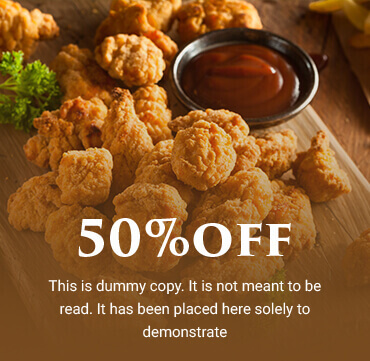 50%OFF
This is dummy copy. It is not meant to be
read. It has been placed here solely to
demonstrate